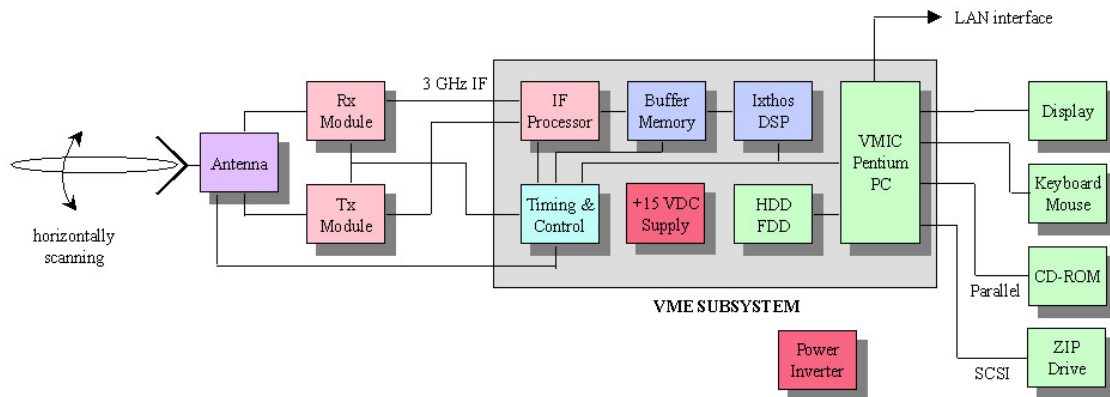 LAN interface
3 GHz IF
Rx
Module
IF
Processor
Buffer
Memory
Ixthos
DSP
VMIC
Pentium
PC
Display
Antenna
Keyboard
Mouse
Tx
Module
Timing &
Control
+15 VDC
Supply
HDD
FDD
horizontally
scanning
CD-ROM
Parallel
VME SUBSYSTEM
Power
Inverter
ZIP
Drive
SCSI